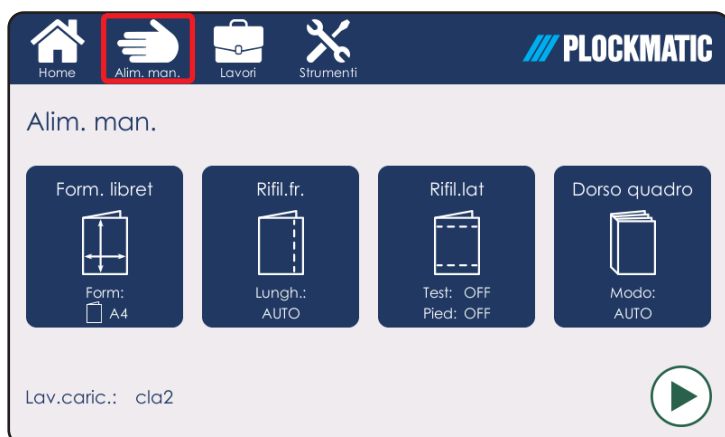 Home
Alim. man.
Lavori
Strumenti
PLOCKMATIC
Alim. man.
Form. libret
Form:
A4
Rifil.fr.
Lungh.:
AUTO
Rifil.lat
Test: OFF
Pied: OFF
Dorso quadro
Modo:
AUTO
Lav.caric.: cla2